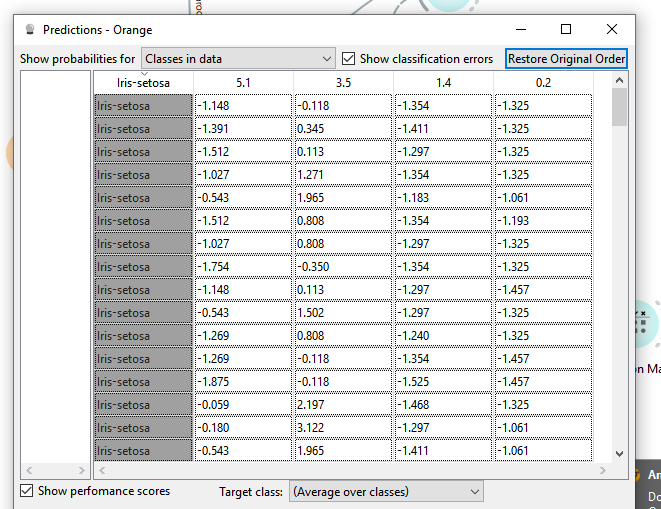 proc
Predictions - Orange
Show probabilities for Classes in data Show classification errors Restore Original Order
Iris-setosa 5.1 3.5 1.4 0.2
Iris-setosa -1.148 -0.118 -1.354 -1.325
Iris-setosa -1.391 0.345 -1.411 -1.325
Iris-setosa -1.512 0.113 -1.297 -1.325
Iris-setosa -1.027 1.271 -1.354 -1.325
Iris-setosa -0.543 1.965 -1.183 -1.061
Iris-setosa -1.512 0.808 -1.354 -1.193
Iris-setosa -1.027 0.808 -1.297 -1.325
Iris-setosa -1.754 -0.350 -1.354 -1.325
Iris-setosa -1.148 0.113 -1.297 -1.457
Iris-setosa -0.543 1.502 -1.297 -1.325
Iris-setosa -1.269 0.808 -1.240 -1.325
Iris-setosa -1.269 -0.118 -1.354 -1.457
on Ma
Iris-setosa -1.875 -0.118 -1.525 -1.457
Iris-setosa -0.059 2.197 -1.468 -1.325
Iris-setosa -0.180 3.122 -1.297 -1.061
Iris-setosa -0.543 1.965 -1.411 -1.061
An
Show perfomance scores Target class: (Average over classes)
Do